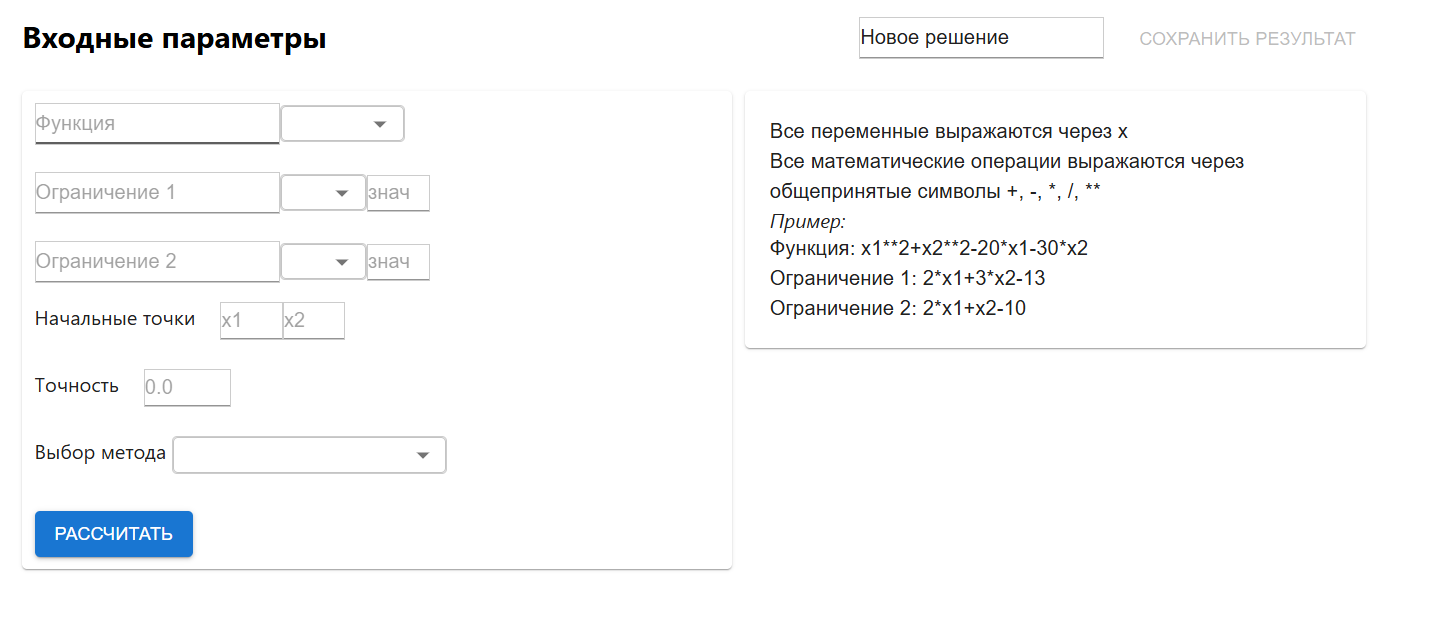 Входные параметры
Новое решение
СОХРАНИТЬ РЕЗУЛЬТАТ
Функция
Ограничение 1
знач
Ограничение 2
знач
Начальные точки
x1
x2
Точность
0.0
Выбор метода
РАССЧИТАТЬ
Все переменные выражаются через x
Все математические операции выражаются через
общепринятые символы +, -, *, /, **
Пример:
Функция: x1**2+x2**2-20*x1-30*x2
Ограничение 1: 2*x1+3*x2-13
Ограничение 2: 2*x1+x2-10